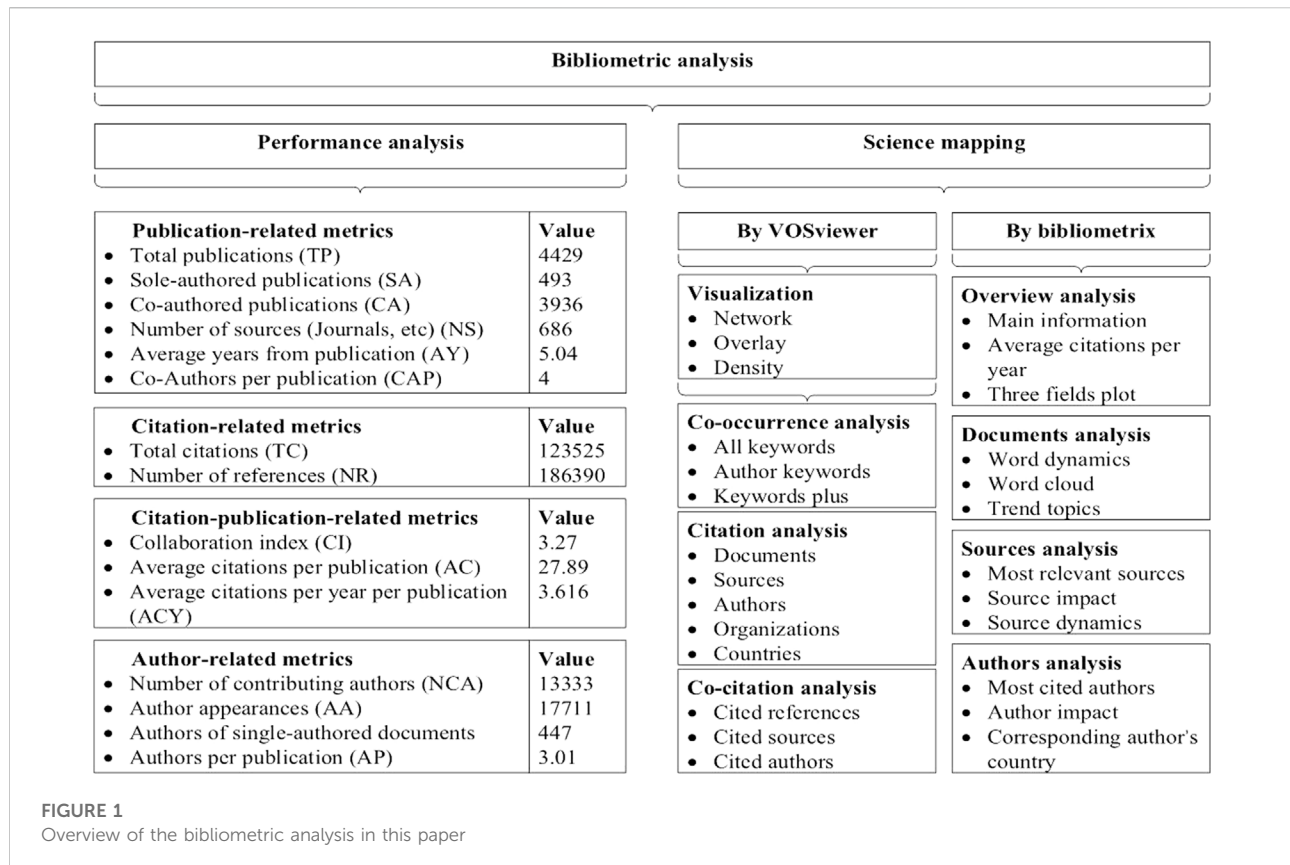 Bibliometric analysis
Performance analysis
Publication-related metrics Value
• Total publications (TP) 4429
• Sole-authored publications (SA) 493
• Co-authored publications (CA) 3936
• Number of sources (Journals, etc) (NS) 686
• Average years from publication (AY) 5.04
• Co-Authors per publication (CAP) 4
Citation-related metrics Value
• Total citations (TC) 123525
• Number of references (NR) 186390
Citation-publication-related metrics Value
• Collaboration index (CI) 3.27
• Average citations per publication (AC) 27.89
• Average citations per year per publication 3.616
(ACY)
Author-related metrics Value
• Number of contributing authors (NCA) 13333
• Author appearances (AA) 17711
• Authors of single-authored documents 447
• Authors per publication (AP) 3.01
Science mapping
By VOSviewer
Visualization
• Network
• Overlay
• Density
Co-occurrence analysis
• All keywords
• Author keywords
• Keywords plus
Citation analysis
• Documents
• Sources
• Authors
• Organizations
• Countries
Co-citation analysis
• Cited references
• Cited sources
• Cited authors
By bibliometrix
Overview analysis
• Main information
• Average citations per
year
• Three fields plot
Documents analysis
• Word dynamics
• Word cloud
• Trend topics
Sources analysis
• Most relevant sources
• Source impact
• Source dynamics
Authors analysis
• Most cited authors
• Author impact
• Corresponding author's
country
FIGURE 1
Overview of the bibliometric analysis in this paper